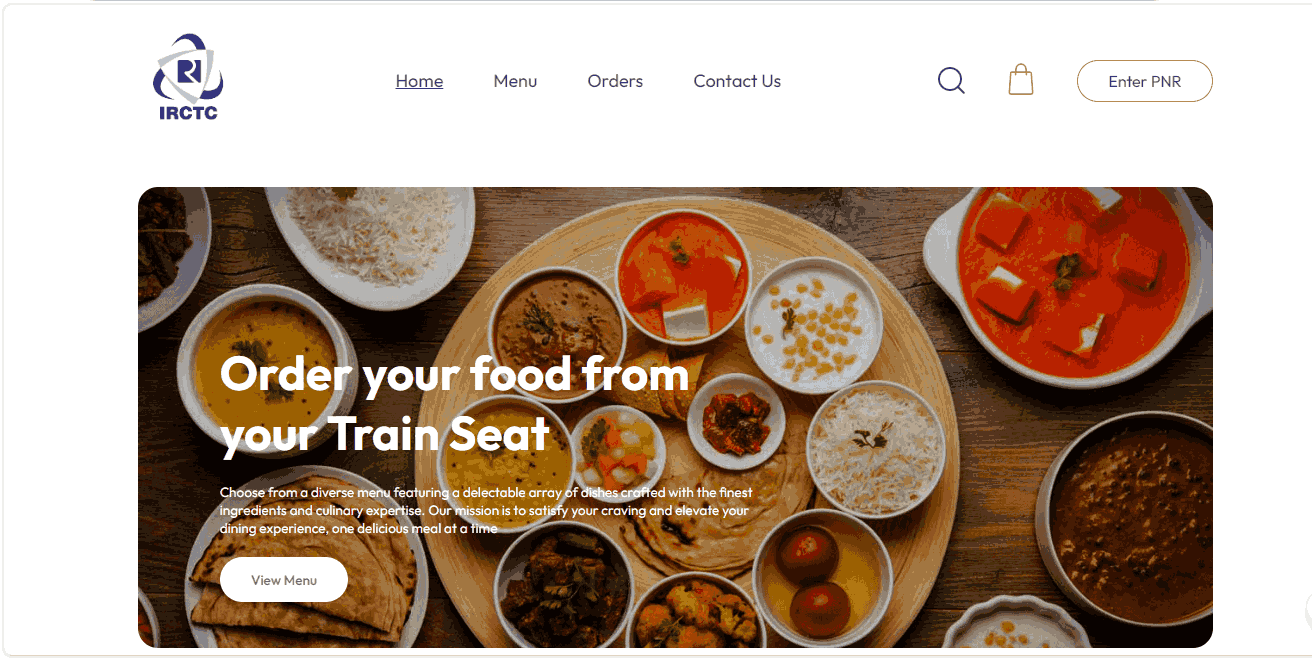 IRCTC
Home Menu Orders Contact Us Enter PNR
Order your food from
your Train Seat
Choose from a diverse menu featuring a delectable array of dishes crafted with the finest
ingredients and culinary expertise. Our mission is to satisfy your craving and elevate your
dining experience, one delicious meal at a time
View Menu